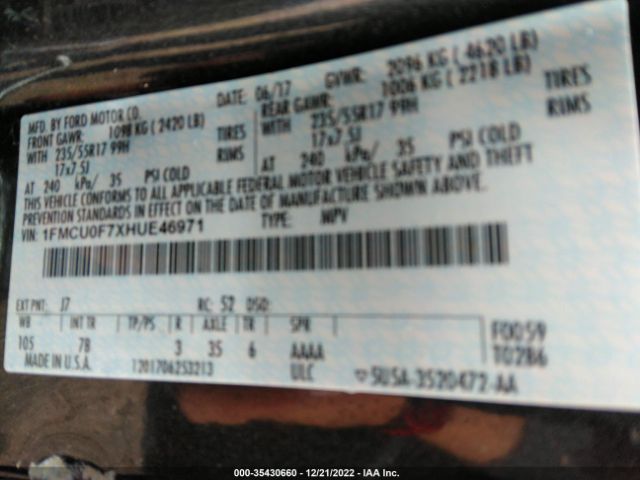 MFD. BY FORD MOTOR CO.
DATE: 06/17 GVWR: 2096 KG ( 4620 LB)
FRONT GAWR: 1098 KG ( 2420 LB) REAR GAWR: 1006 KG ( 2218 LB)
WITH 235/55R17 99H TIRES WITH 235/55R17 99H TIRES
17x7.5J RIMS 17x7.5J RIMS
AT 240 kPa/ 35 PSI COLD AT 240 kPa/ 35 PSI COLD
THIS VEHICLE CONFORMS TO ALL APPLICABLE FEDERAL MOTOR VEHICLE SAFETY AND THEFT
PREVENTION STANDARDS IN EFFECT ON THE DATE OF MANUFACTURE SHOWN ABOVE.
VIN: 1FMCU0F7XHUE46971 TYPE: MPV
EXT PNT: J7 RC: 52 DSO:
WB INT TR TP/PS R AXLE TR SPR F0059
105 7B 3 35 6 AAAA T0286
MADE IN U.S.A. 1201706253213 ULC 5U5A-3520472-AA
000-35430660 - 12/21/2022 - IAA Inc.